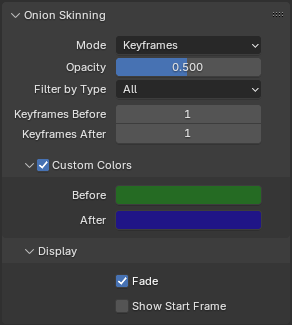 Onion Skinning
Mode Keyframes
Opacity 0.500
Filter by Type All
Keyframes Before 1
Keyframes After 1
Custom Colors
Before
After
Display
Fade
Show Start Frame